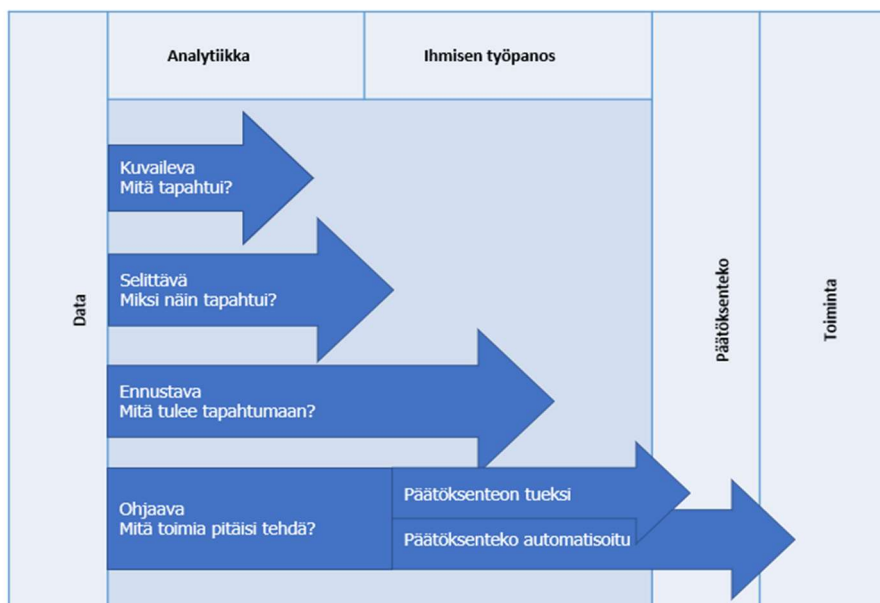 Analytiikka
Ihmisen työpanos
Data
Kuvaileva
Mitä tapahtui?
Selittävä
Miksi näin tapahtui?
Ennustava
Mitä tulee tapahtumaan?
Ohjaava
Mitä toimia pitäisi tehdä?
Päätöksenteon tueksi
Päätöksenteko automatisoitu
Päätöksenteko
Toiminta